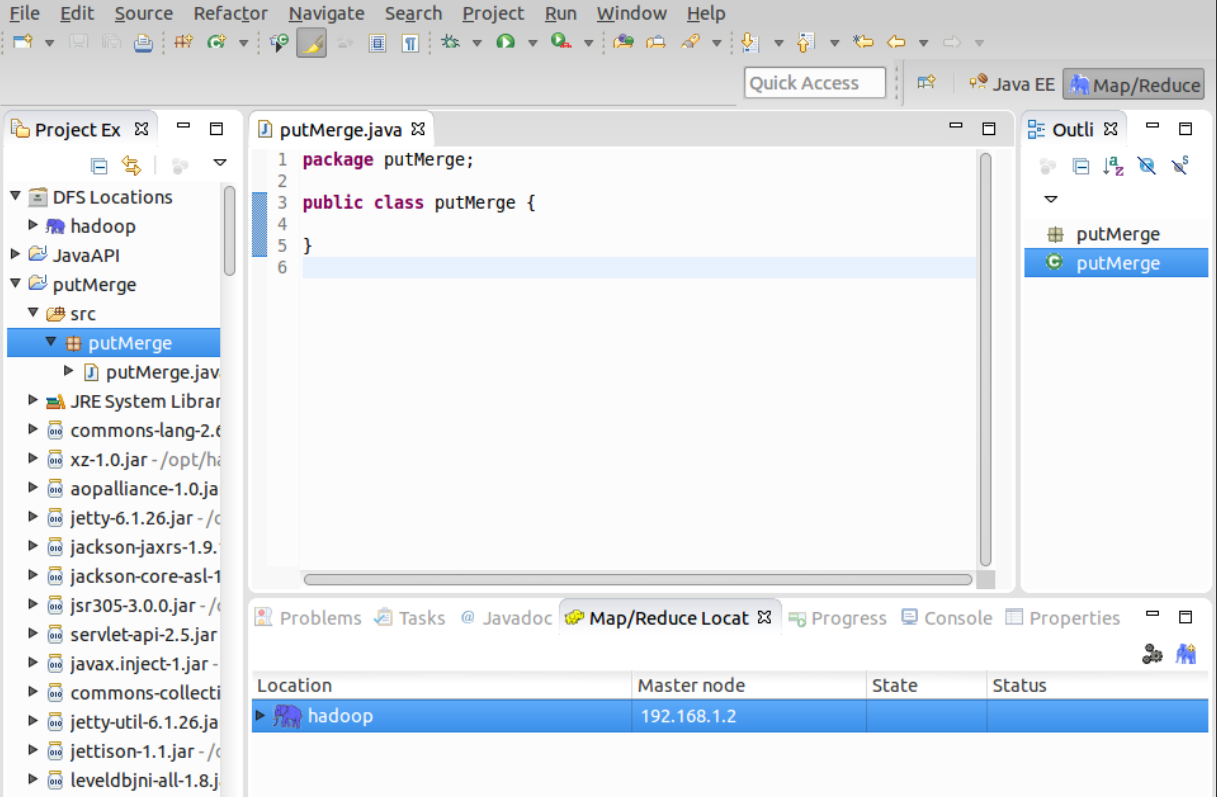 File Edit Source Refactor Navigate Search Project Run Window Help
Quick Access
Java EE
Map/Reduce
Project Ex
DFS Locations
hadoop
JavaAPI
putMerge
src
putMerge
putMerge.jav
JRE System Librar
commons-lang-2.6
xz-1.0.jar - /opt/ha
aopalliance-1.0.ja
jetty-6.1.26.jar - /o
jackson-jaxrs-1.9.1
jackson-core-asl-1
jsr305-3.0.0.jar - /o
servlet-api-2.5.jar
javax.inject-1.jar -
commons-collecti
jetty-util-6.1.26.ja
jettison-1.1.jar - /o
leveldbjni-all-1.8.j
putMerge.java
1 package putMerge;
2
3 public class putMerge {
4
5 }
6
Outli
putMerge
putMerge
Problems Tasks @ Javadoc Map/Reduce Locat Progress Console Properties
Location Master node State Status
hadoop 192.168.1.2